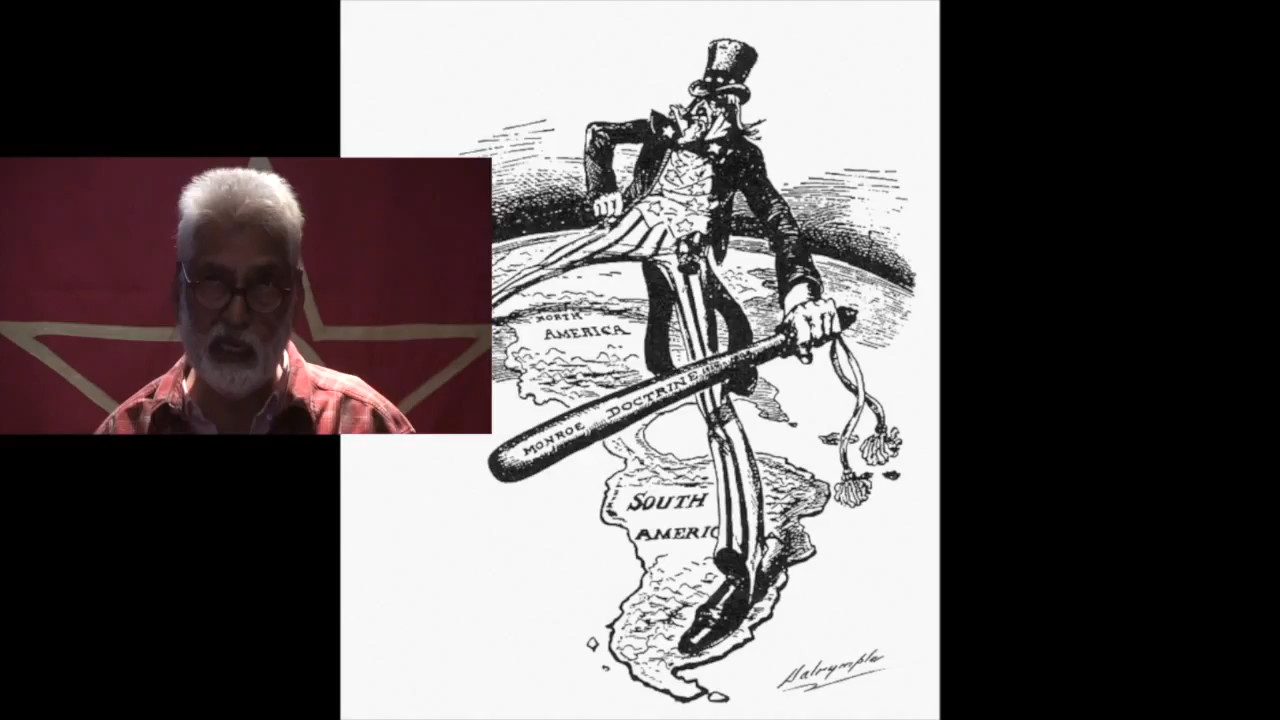 NORTH
AMERICA
MONROE DOCTRINE
SOUTH
AMERIC
Dalrymple